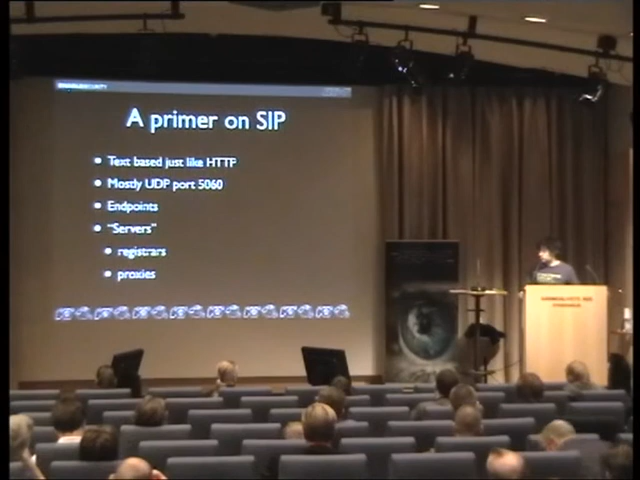 A primer on SIP
Text based just like HTTP
Mostly UDP port 5060
Endpoints
"Servers"
registrars
proxies